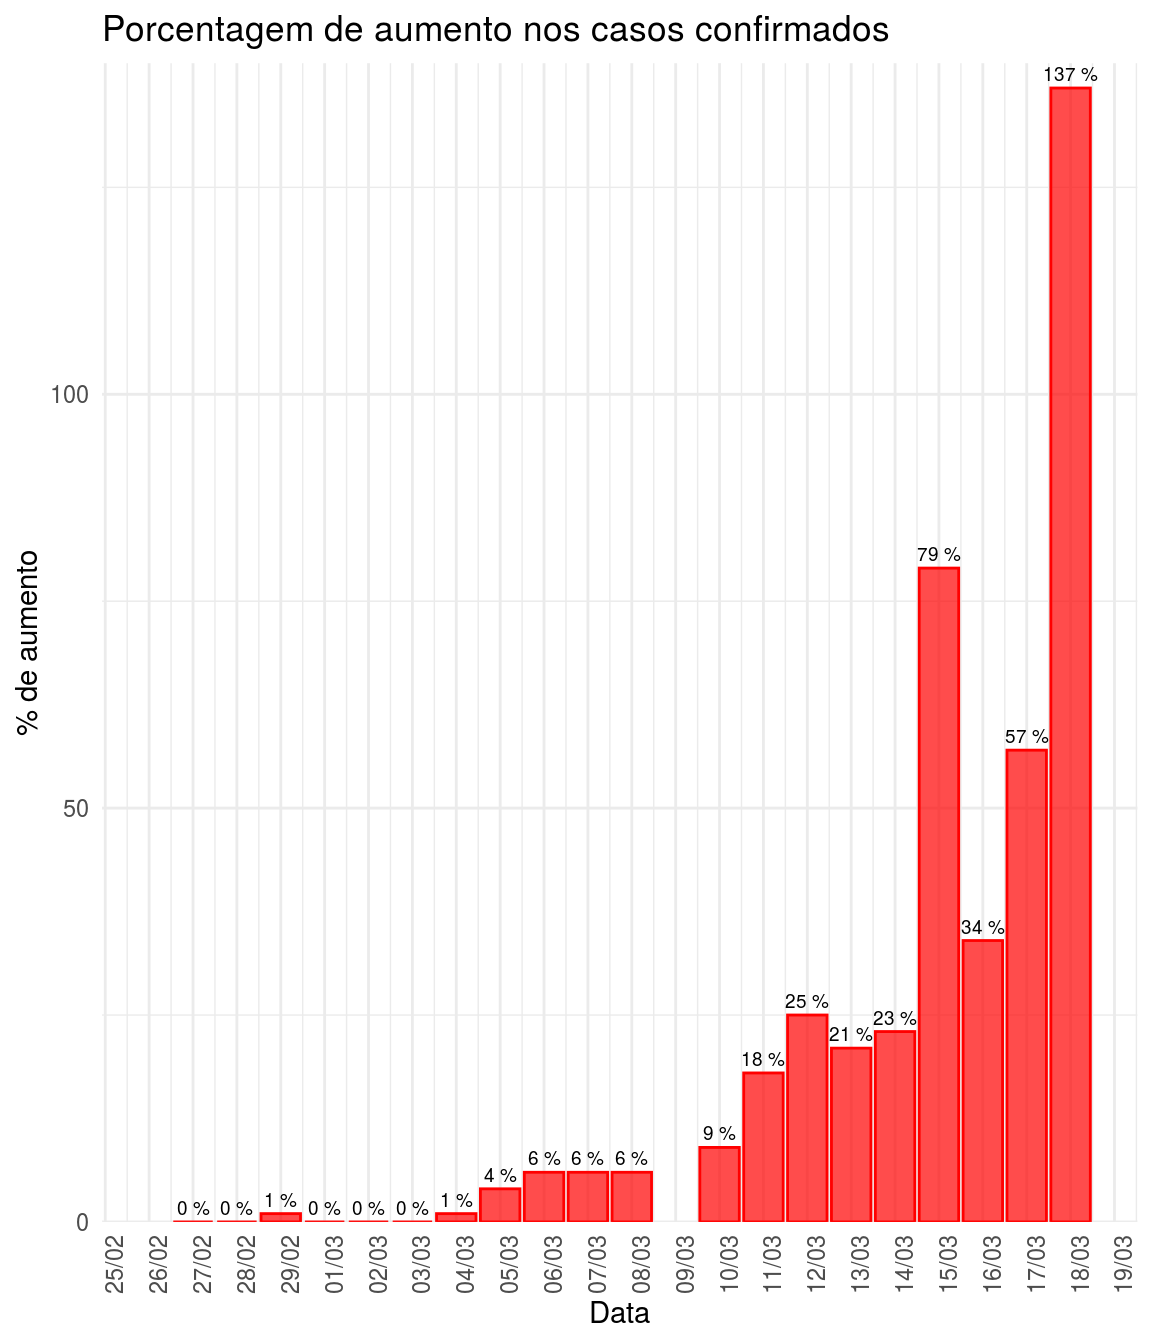 Porcentagem de aumento nos casos confirmados
137 %
100
79 %
57 %
50
34 %
25 %
23 %
21 %
18 %
9 %
6 % 6 % 6 %
4 %
1 % 1 %
0 % 0 % 0 % 0 % 0 %
0
% de aumento
25/02 26/02 27/02 28/02 29/02 01/03 02/03 03/03 04/03 05/03 06/03 07/03 08/03 09/03 10/03 11/03 12/03 13/03 14/03 15/03 16/03 17/03 18/03 19/03
Data